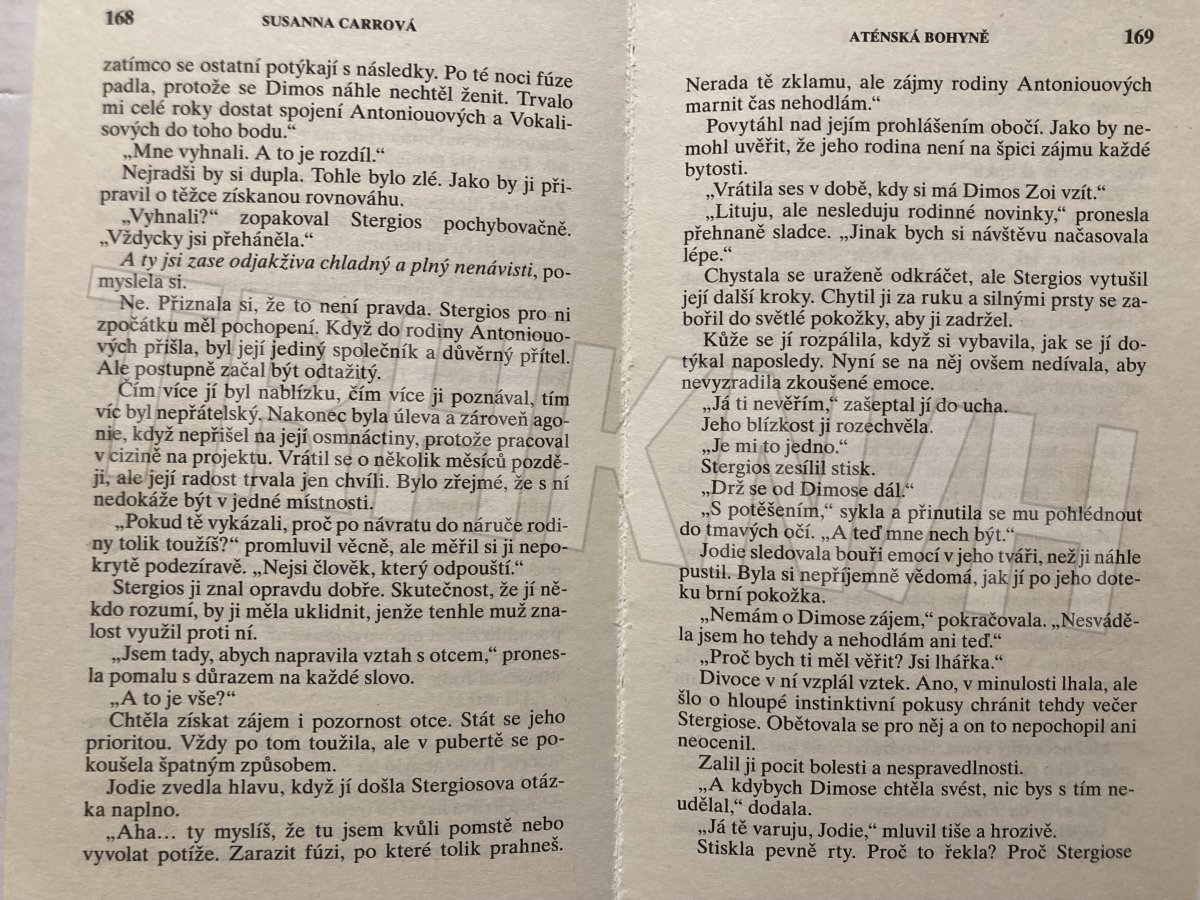 168
SUSANNA CARROVÁ
zatímco se ostatní potýkají s následky. Po té noci fúze
padla, protože se Dimos náhle nechtěl ženit. Trvalo
mi celé roky dostat spojení Antoniouových a Vokali-
sových do toho bodu.“
„Mne vyhnali. A to je rozdíl.“
Nejradši by si dupla. Tohle bylo zlé. Jako by ji při-
pravil o těžce získanou rovnováhu.
„Vyhnali?“ zopakoval Stergios pochybovačně.
„Vždycky jsi přeháněla.“
A ty jsi zase odjakživa chladný a plný nenávisti, po-
myslela si.
Ne. Přiznala si, že to není pravda. Stergios pro ni
zpočátku měl pochopení. Když do rodiny Antoniouo-
vých přišla, byl její jediný společník a důvěrný přítel.
Ale postupně začal být odtažitý.
Čím více jí byl nablízku, čím více ji poznával, tím
víc byl nepřátelský. Nakonec byla úleva a zároveň ago-
nie, když nepřišel na její osmnáctiny, protože pracoval
v cizině na projektu. Vrátil se o několik měsíců pozdě-
ji, ale její radost trvala jen chvíli. Bylo zřejmé, že s ní
nedokáže být v jedné místnosti.
„Pokud tě vykázali, proč po návratu do náruče rodi-
ny tolik toužíš?“ promluvil věcně, ale měřil si ji nepo-
krytě podezíravě. „Nejsi člověk, který odpouští.“
Stergios ji znal opravdu dobře. Skutečnost, že jí ně-
kdo rozumí, by ji měla uklidnit, jenže tenhle muž zna-
lost využil proti ní.
„Jsem tady, abych napravila vztah s otcem,“ prones-
la pomalu s důrazem na každé slovo.
„A to je vše?“
Chtěla získat zájem i pozornost otce. Stát se jeho
prioritou. Vždy po tom toužila, ale v pubertě se po-
koušela špatným způsobem.
Jodie zvedla hlavu, když jí došla Stergiosova otáz-
ka naplno.
„Aha... ty myslíš, že tu jsem kvůli pomstě nebo
vyvolat potíže. Zarazit fúzi, po které tolik prahneš.
ATÉNSKÁ BOHYNĚ
169
Nerada tě zklamu, ale zájmy rodiny Antoniouových
marnit čas nehodlám.“
Povytáhl nad jejím prohlášením obočí. Jako by ne-
mohl uvěřit, že jeho rodina není na špici zájmu každé
bytosti.
„Vrátila ses v době, kdy si má Dimos Zoi vzít.“
„Lituju, ale nesleduju rodinné novinky,“ pronesla
přehnaně sladce. „Jinak bych si návštěvu načasovala
lépe.“
Chystala se uraženě odkráčet, ale Stergios vytušil
její další kroky. Chytil ji za ruku a silnými prsty se za-
bořil do světlé pokožky, aby ji zadržel.
Kůže se jí rozpálila, když si vybavila, jak se jí do-
týkal naposledy. Nyní se na něj ovšem nedívala, aby
nevyzradila zkoušené emoce.
„Já ti nevěřím,“ zašeptal jí do ucha.
Jeho blízkost ji rozechvěla.
„Je mi to jedno.“
Stergios zesílil stisk.
„Drž se od Dimose dál.“
„S potěšením,“ sykla a přinutila se mu pohlédnout
do tmavých očí. „A teď mne nech být.“
Jodie sledovala bouři emocí v jeho tváři, než ji náhle
pustil. Byla si nepříjemně vědomá, jak jí po jeho dote-
ku brní pokožka.
„Nemám o Dimose zájem,“ pokračovala. „Nesvádě-
la jsem ho tehdy a nehodlám ani teď.“
„Proč bych ti měl věřit? Jsi lhářka.“
Divoce v ní vzplál vztek. Ano, v minulosti lhala, ale
šlo o hloupé instinktivní pokusy chránit tehdy večer
Stergiose. Obětovala se pro něj a on to nepochopil ani
neocenil.
Zalil ji pocit bolesti a nespravedlnosti.
„A kdybych Dimose chtěla svést, nic bys s tím ne-
udělal,“ dodala.
„Já tě varuju, Jodie,“ mluvil tiše a hrozivě.
Stiskla pevně rty. Proč to řekla? Proč Stergiose